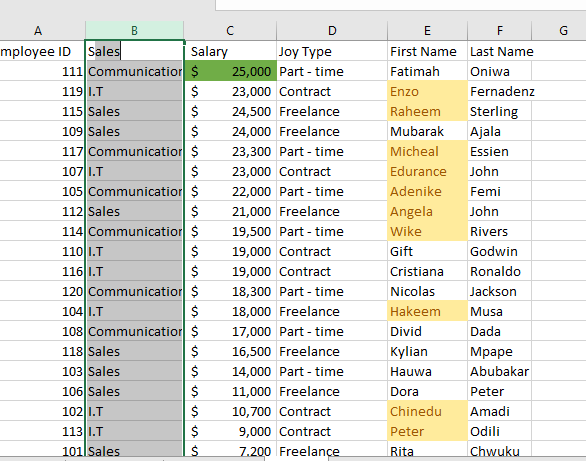 A B C D E F G
mployee ID Sales Salary Joy Type First Name Last Name
111 Communication $ 25,000 Part - time Fatimah Oniwa
119 I.T $ 23,000 Contract Enzo Fernadenz
115 Sales $ 24,500 Freelance Raheem Sterling
109 Sales $ 24,000 Freelance Mubarak Ajala
117 Communication $ 23,300 Part - time Micheal Essien
107 I.T $ 23,000 Contract Edurance John
105 Communication $ 22,000 Part - time Adenike Femi
112 Sales $ 21,000 Freelance Angela John
114 Communication $ 19,500 Part - time Wike Rivers
110 I.T $ 19,000 Contract Gift Godwin
116 I.T $ 19,000 Contract Cristiana Ronaldo
120 Communication $ 18,300 Part - time Nicolas Jackson
104 I.T $ 18,000 Freelance Hakeem Musa
108 Communication $ 17,000 Part - time Divid Dada
118 Sales $ 16,500 Freelance Kylian Mpape
103 Sales $ 14,000 Part - time Hauwa Abubakar
106 Sales $ 11,000 Freelance Dora Peter
102 I.T $ 10,700 Contract Chinedu Amadi
113 I.T $ 9,000 Contract Peter Odili
101 Sales $ 7,200 Freelance Rita Chwuku